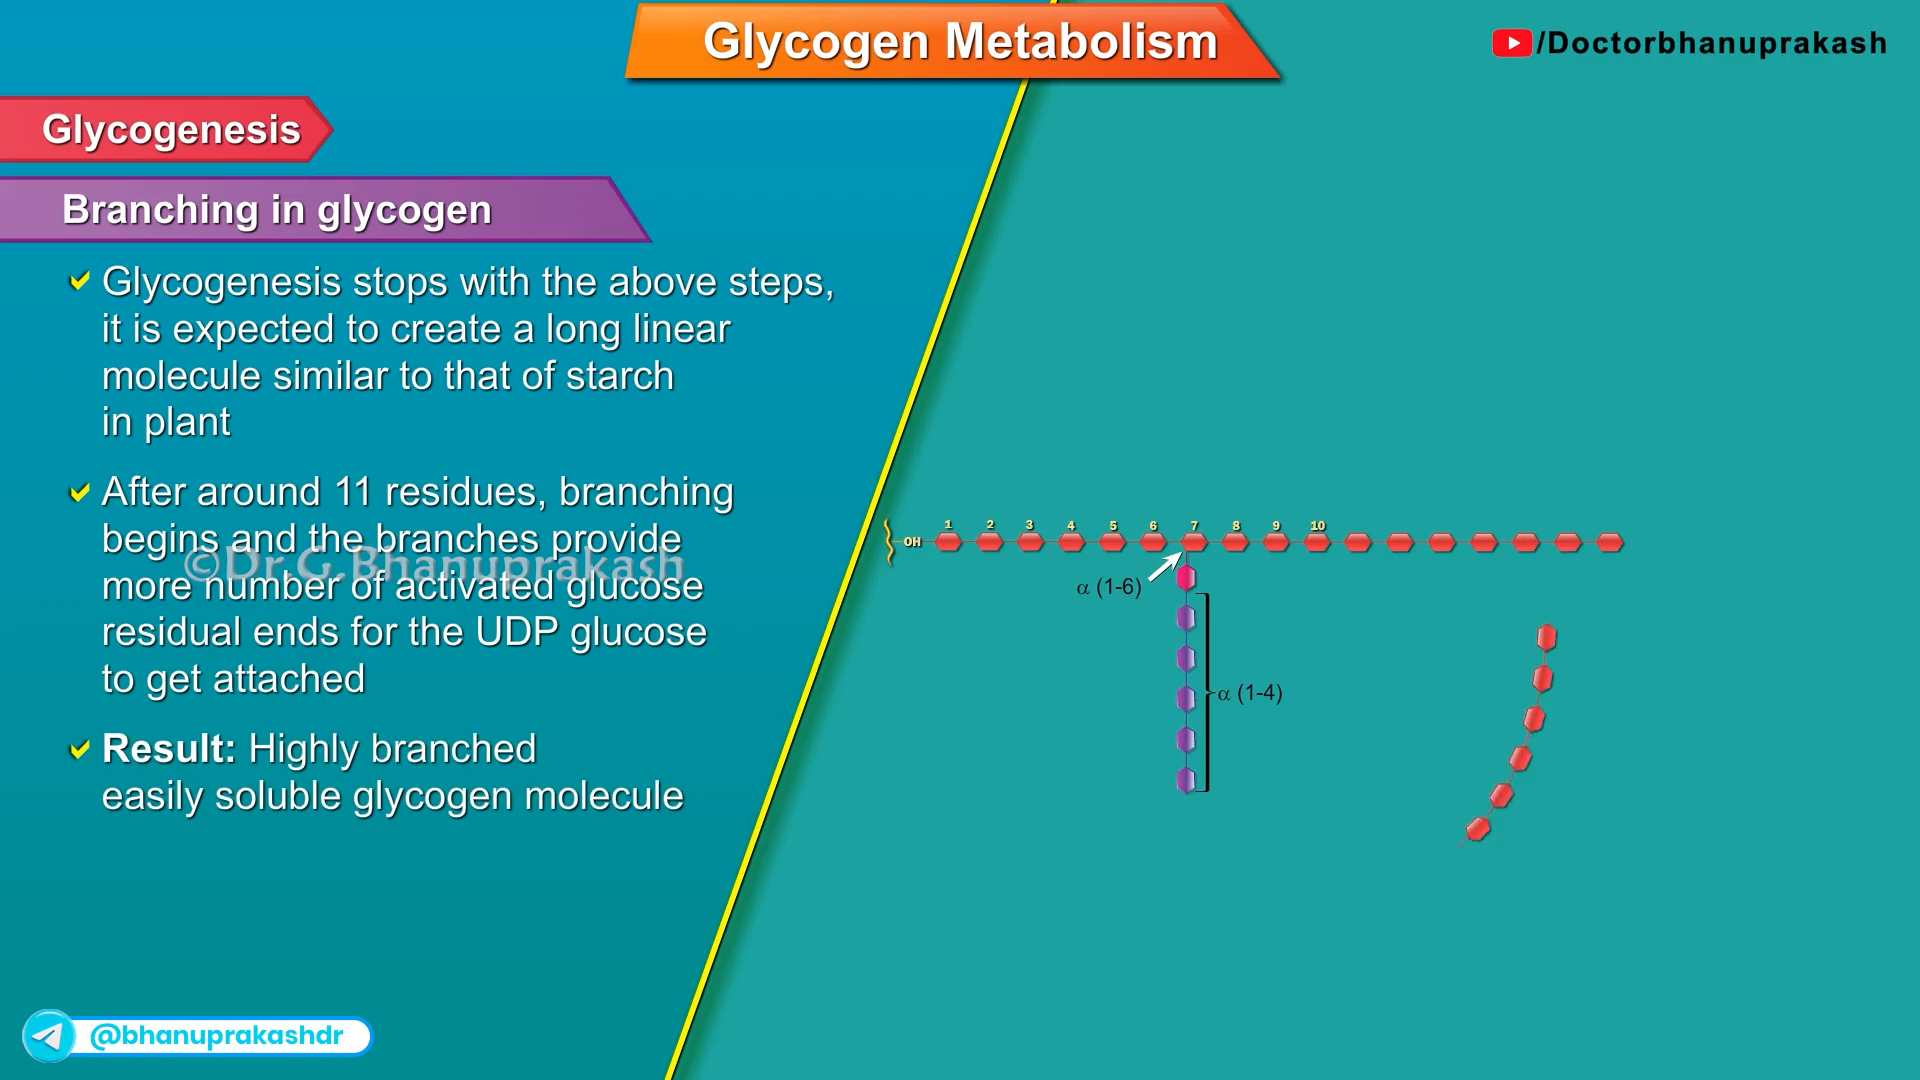 Glycogen Metabolism
/Doctorbhanuprakash
Glycogenesis
Branching in glycogen
Glycogenesis stops with the above steps,
it is expected to create a long linear
molecule similar to that of starch
in plant
After around 11 residues, branching
begins and the branches provide
more number of activated glucose
residual ends for the UDP glucose
to get attached
Result: Highly branched
easily soluble glycogen molecule
©Dr.G.Bhanuprakash
1 2 3 4 5 6 7 8 9 10
OH
α (1-6)
α (1-4)
@bhanuprakashdr